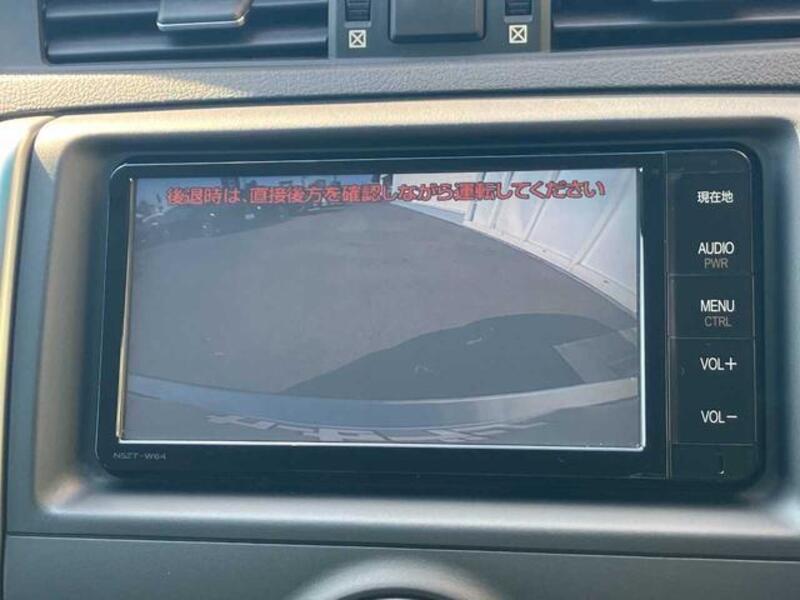 後退時は、直接後方を確認しながら運転してください
現在地
AUDIO
PWR
MENU
CTRL
VOL+
VOL−
NSZT-W64